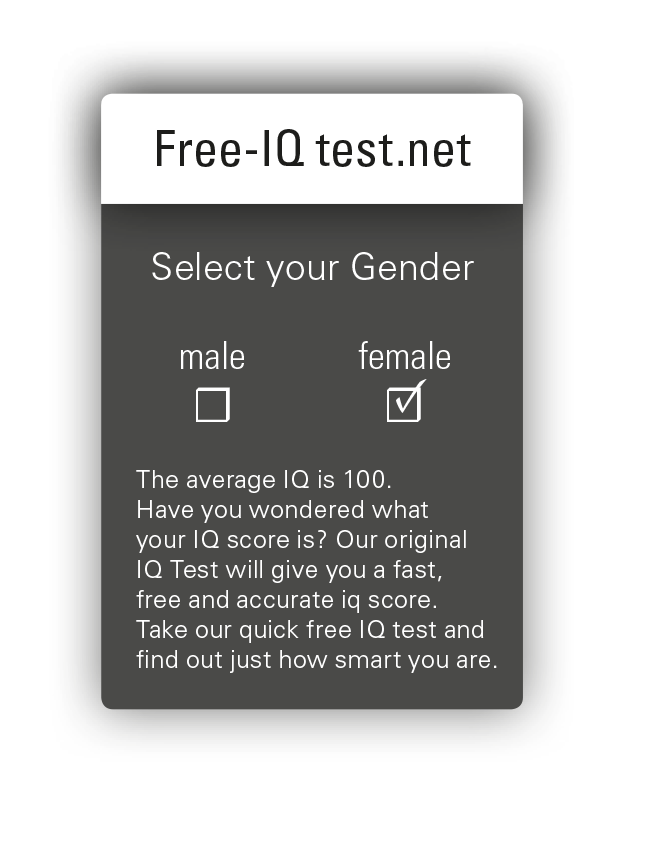 Free-IQ test.net
Select your Gender
male female
The average IQ is 100.
Have you wondered what
your IQ score is? Our original
IQ Test will give you a fast,
free and accurate iq score.
Take our quick free IQ test and
find out just how smart you are.